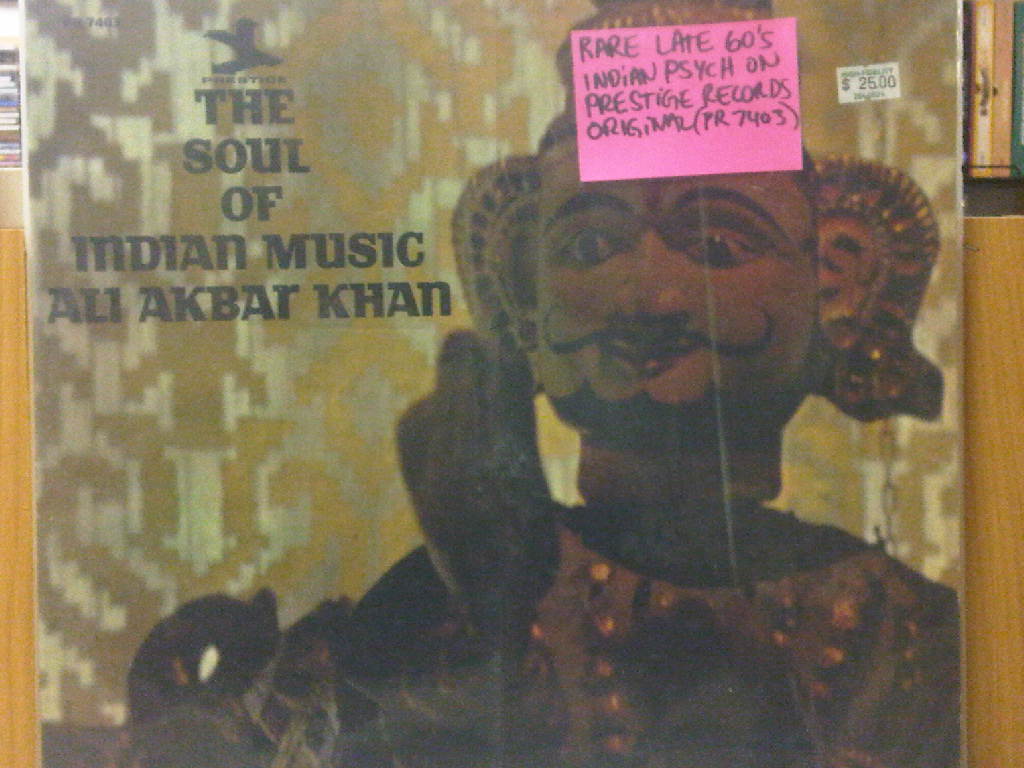 PR 7403
PRESTIGE
THE
SOUL
OF
INDIAN MUSIC
ALI AKBAR KHAN
RARE LATE 60'S
INDIAN PSYCH ON
PRESTIGE RECORDS
ORIGINAL (PR 7403)
$ 25.00